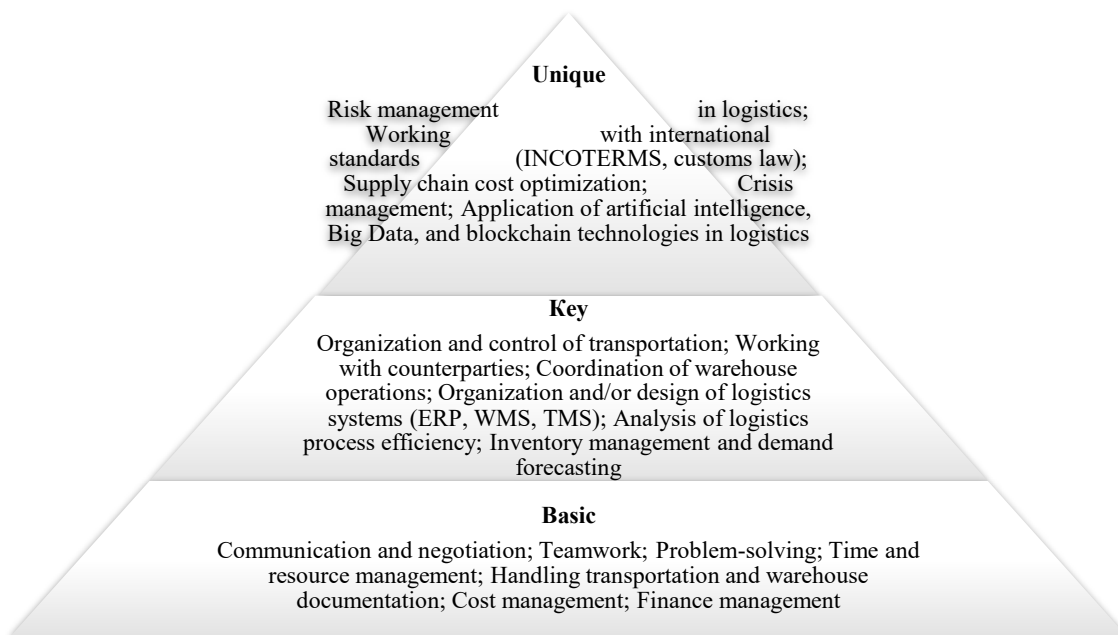 Unique
Risk management in logistics;
Working with international
standards (INCOTERMS, customs law);
Supply chain cost optimization; Crisis
management; Application of artificial intelligence,
Big Data, and blockchain technologies in logistics
Key
Organization and control of transportation; Working
with counterparties; Coordination of warehouse
operations; Organization and/or design of logistics
systems (ERP, WMS, TMS); Analysis of logistics
process efficiency; Inventory management and demand
forecasting
Basic
Communication and negotiation; Teamwork; Problem-solving; Time and
resource management; Handling transportation and warehouse
documentation; Cost management; Finance management